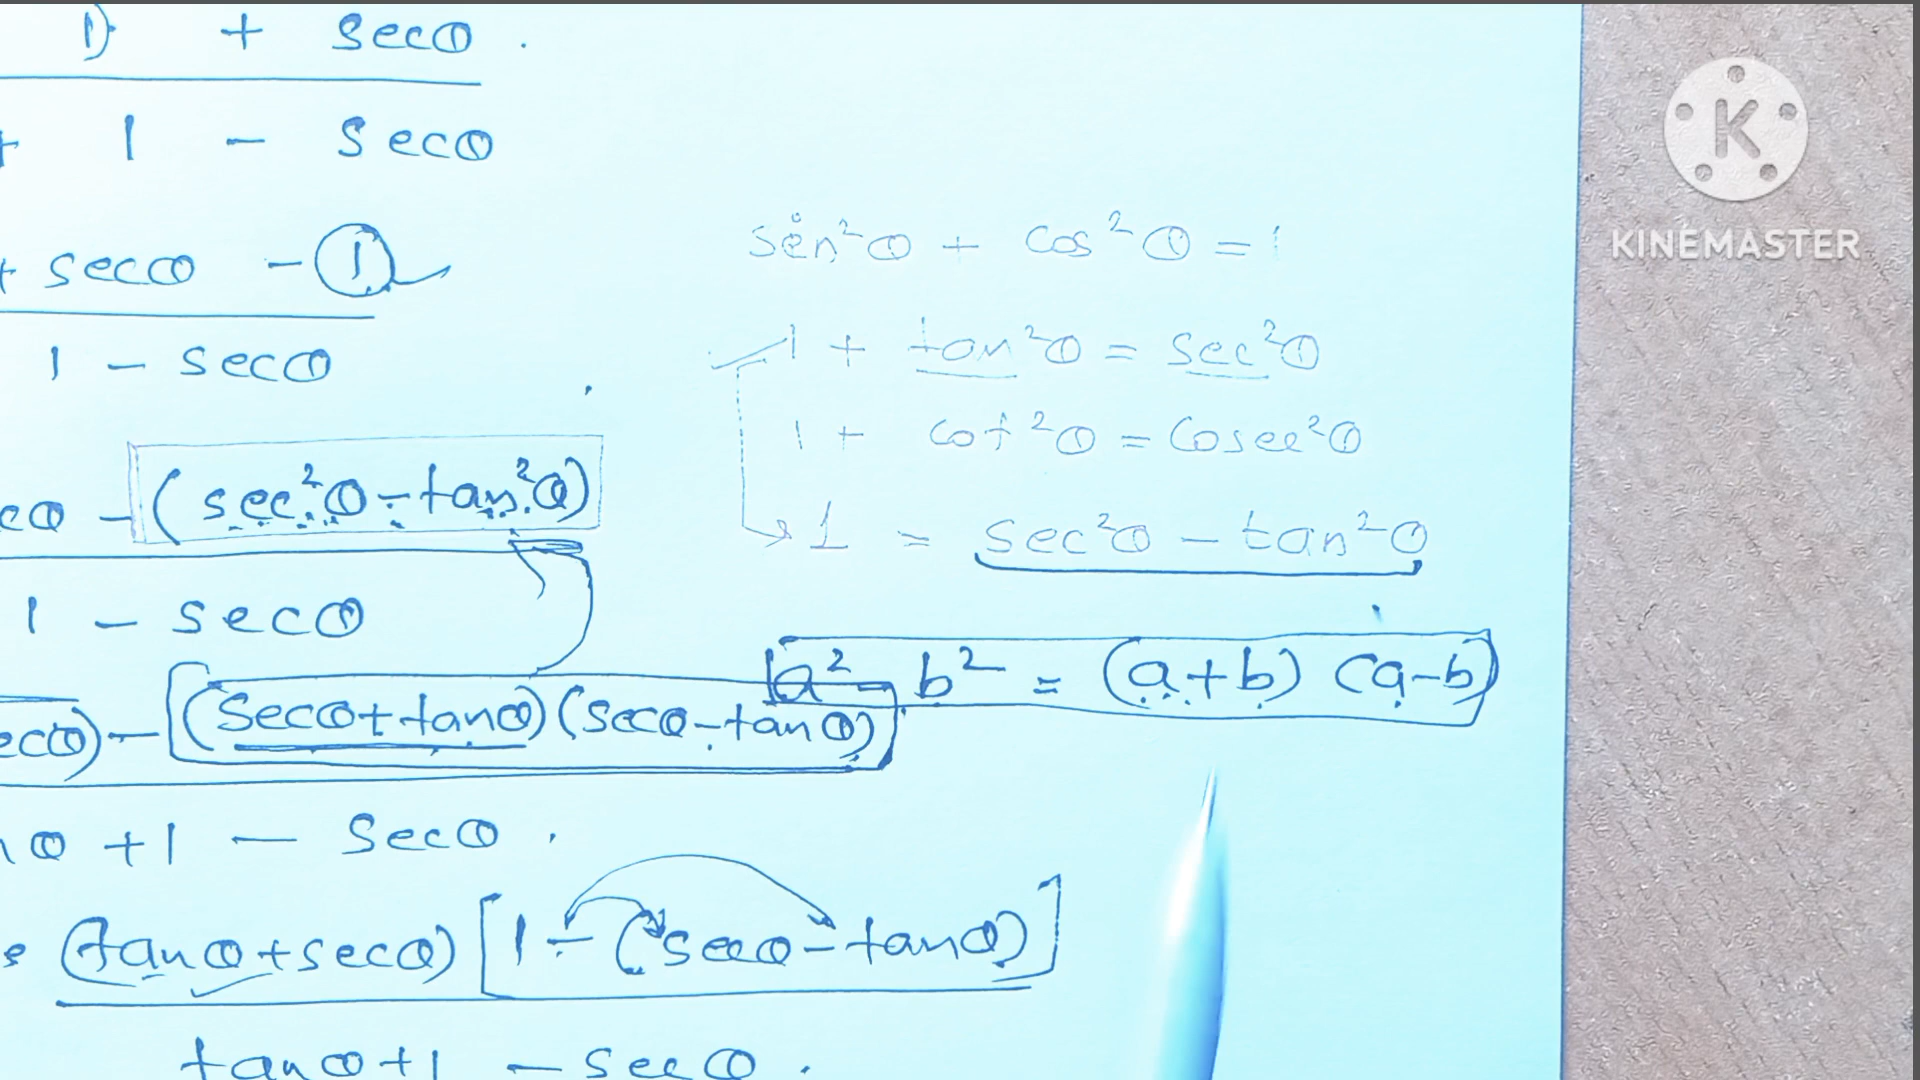 1) + secθ .
+ 1 - secθ
+ secθ - 1
1 - secθ
- (sec²θ - tan²θ)
1 - secθ
ecθ) - (secθ + tanθ)(secθ - tanθ)
θ + 1 - secθ .
(tanθ + secθ) [1 - (secθ - tanθ)]
tanθ + 1 - secθ .
sin²θ + cos²θ = 1
1 + tan²θ = sec²θ
1 + cot²θ = cosec²θ
1 = sec²θ - tan²θ
a² - b² = (a+b) (a-b)
K
KINEMASTER